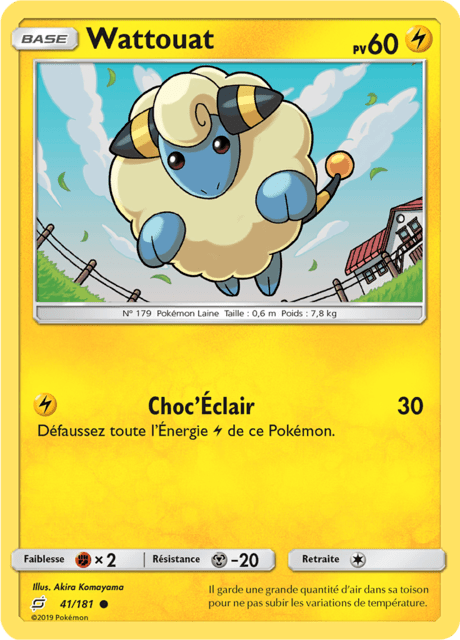 BASE Wattouat PV60
N° 179 Pokémon Laine Taille : 0,6 m Poids : 7,8 kg
Choc'Éclair 30
Défaussez toute l'Énergie de ce Pokémon.
Faiblesse ×2 Résistance -20 Retraite
Illus. Akira Komayama
41/181
©2019 Pokémon
Il garde une grande quantité d'air dans sa toison
pour ne pas subir les variations de température.